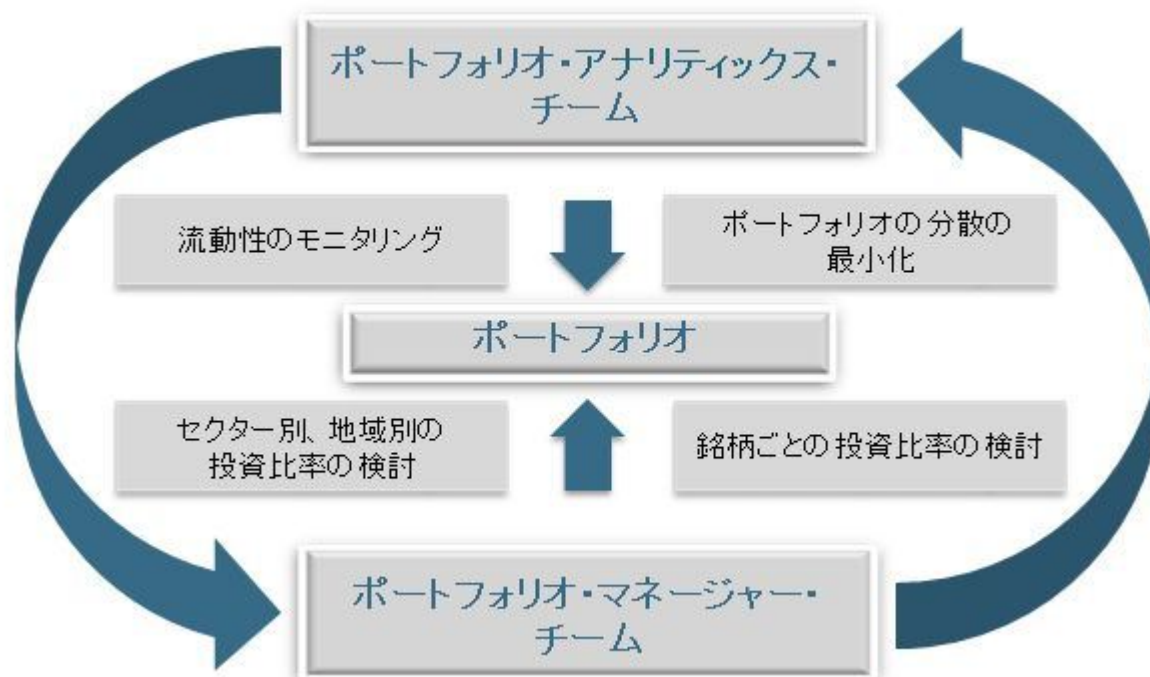 ポートフォリオ・アナリティックス・
チーム
流動性のモニタリング
ポートフォリオの分散の
最小化
ポートフォリオ
セクター別、地域別の
投資比率の検討
銘柄ごとの投資比率の検討
ポートフォリオ・マネージャー・
チーム